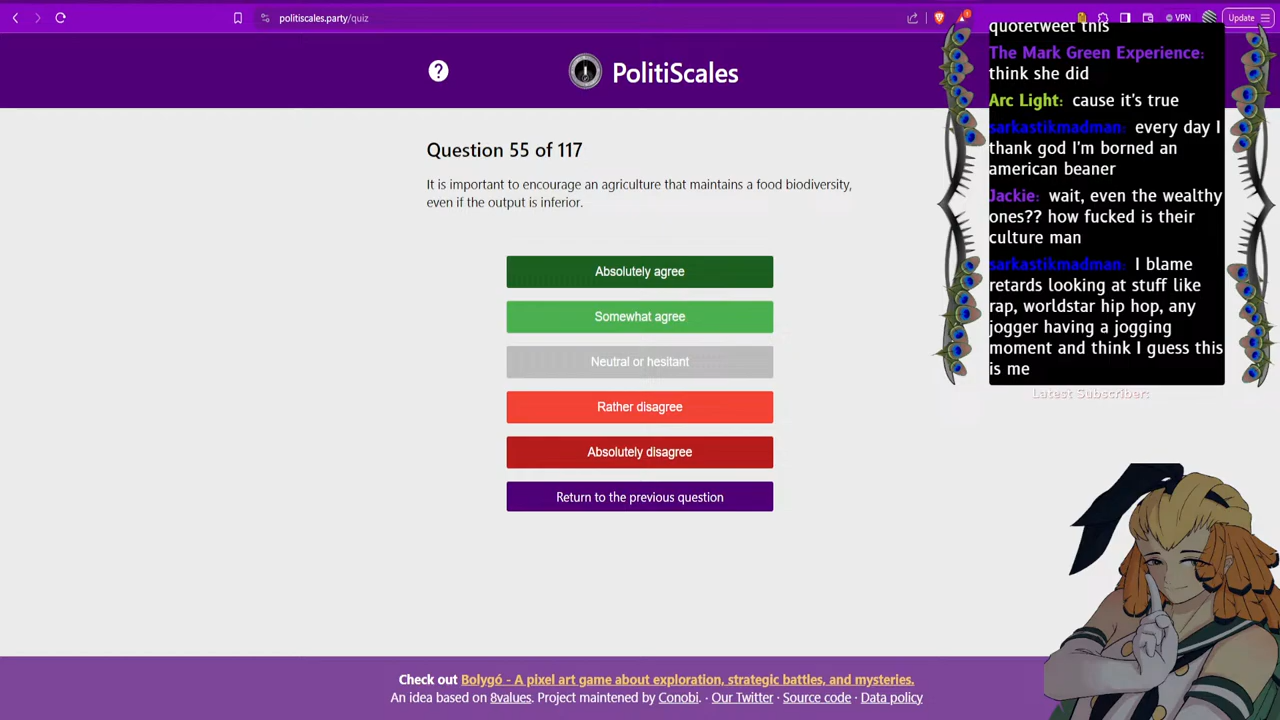 politiscales.party/quiz
1
VPN
Update
PolitiScales
Question 55 of 117
It is important to encourage an agriculture that maintains a food biodiversity,
even if the output is inferior.
Absolutely agree
Somewhat agree
Neutral or hesitant
Rather disagree
Absolutely disagree
Return to the previous question
Check out Bolygó - A pixel art game about exploration, strategic battles, and mysteries.
An idea based on 8values. Project maintened by Conobi. · Our Twitter · Source code · Data policy
quotetweet this
The Mark Green Experience:
think she did
Arc Light: cause it's true
sarkastikmadman: every day I
thank god I'm borned an
american beaner
Jackie: wait, even the wealthy
ones?? how fucked is their
culture man
sarkastikmadman: I blame
retards looking at stuff like
rap, worldstar hip hop, any
jogger having a jogging
moment and think I guess this
is me
Latest Subscriber: